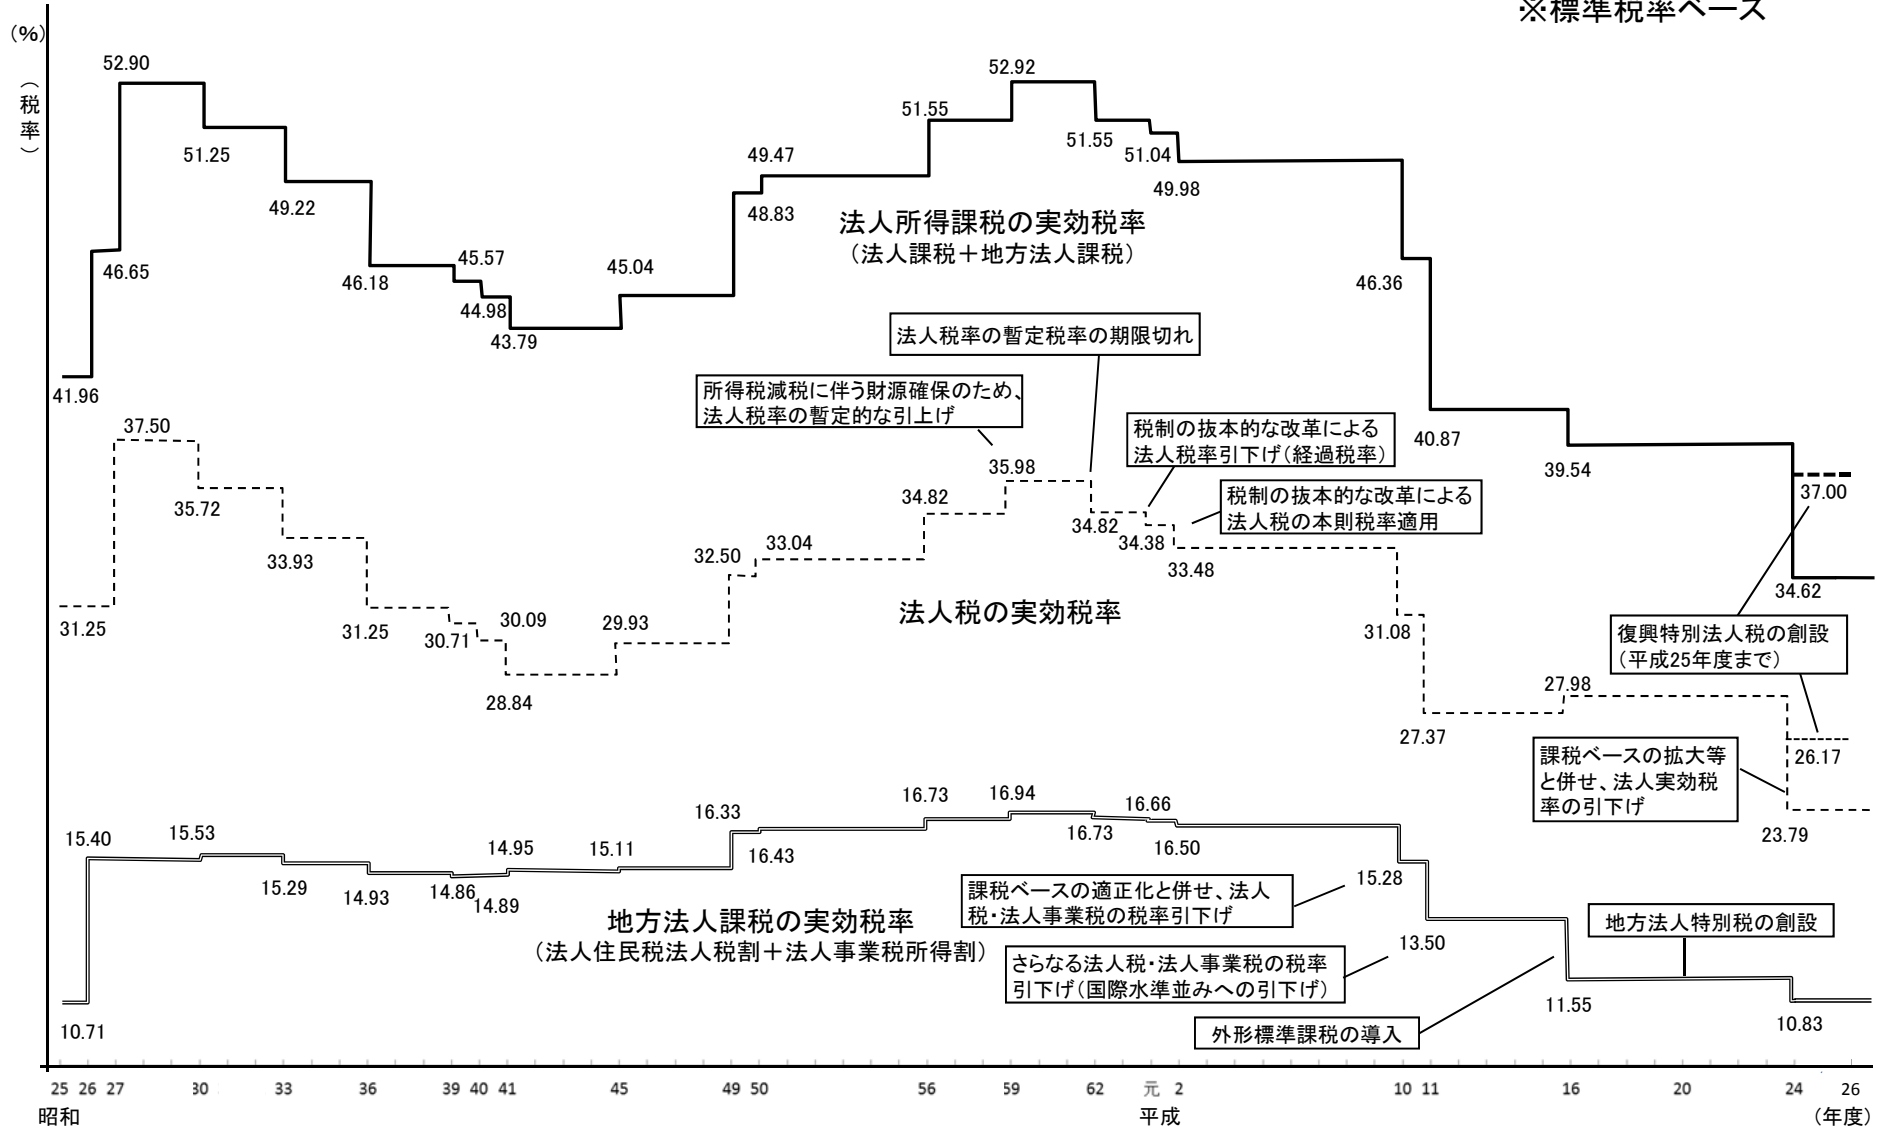 ※標準税率ベース
(%)
(税率)
52.90
51.25
49.22
46.65
46.18
45.57
44.98
43.79
41.96
45.04
49.47
48.83
51.55
52.92
51.55
51.04
49.98
46.36
40.87
39.54
37.00
34.62
法人所得課税の実効税率
(法人課税+地方法人課税)
法人税率の暫定税率の期限切れ
所得税減税に伴う財源確保のため、
法人税率の暫定的な引上げ
税制の抜本的な改革による
法人税率引下げ(経過税率)
税制の抜本的な改革による
法人税の本則税率適用
37.50
35.72
33.93
31.25
31.25
30.71
30.09
28.84
29.93
32.50
33.04
34.82
35.98
34.82
34.38
33.48
31.08
27.37
27.98
26.17
23.79
法人税の実効税率
復興特別法人税の創設
(平成25年度まで)
課税ベースの拡大等
と併せ、法人実効税
率の引下げ
15.40
15.53
15.29
14.93
14.86
14.89
14.95
15.11
16.33
16.43
16.73
16.94
16.73
16.66
16.50
15.28
13.50
11.55
10.83
10.71
地方法人課税の実効税率
(法人住民税法人税割+法人事業税所得割)
課税ベースの適正化と併せ、法人
税・法人事業税の税率引下げ
さらなる法人税・法人事業税の税率
引下げ(国際水準並みへの引下げ)
外形標準課税の導入
地方法人特別税の創設
25 26 27 30 33 36 39 40 41 45 49 50 56 59 62 元 2 10 11 16 20 24 26
昭和 平成 (年度)